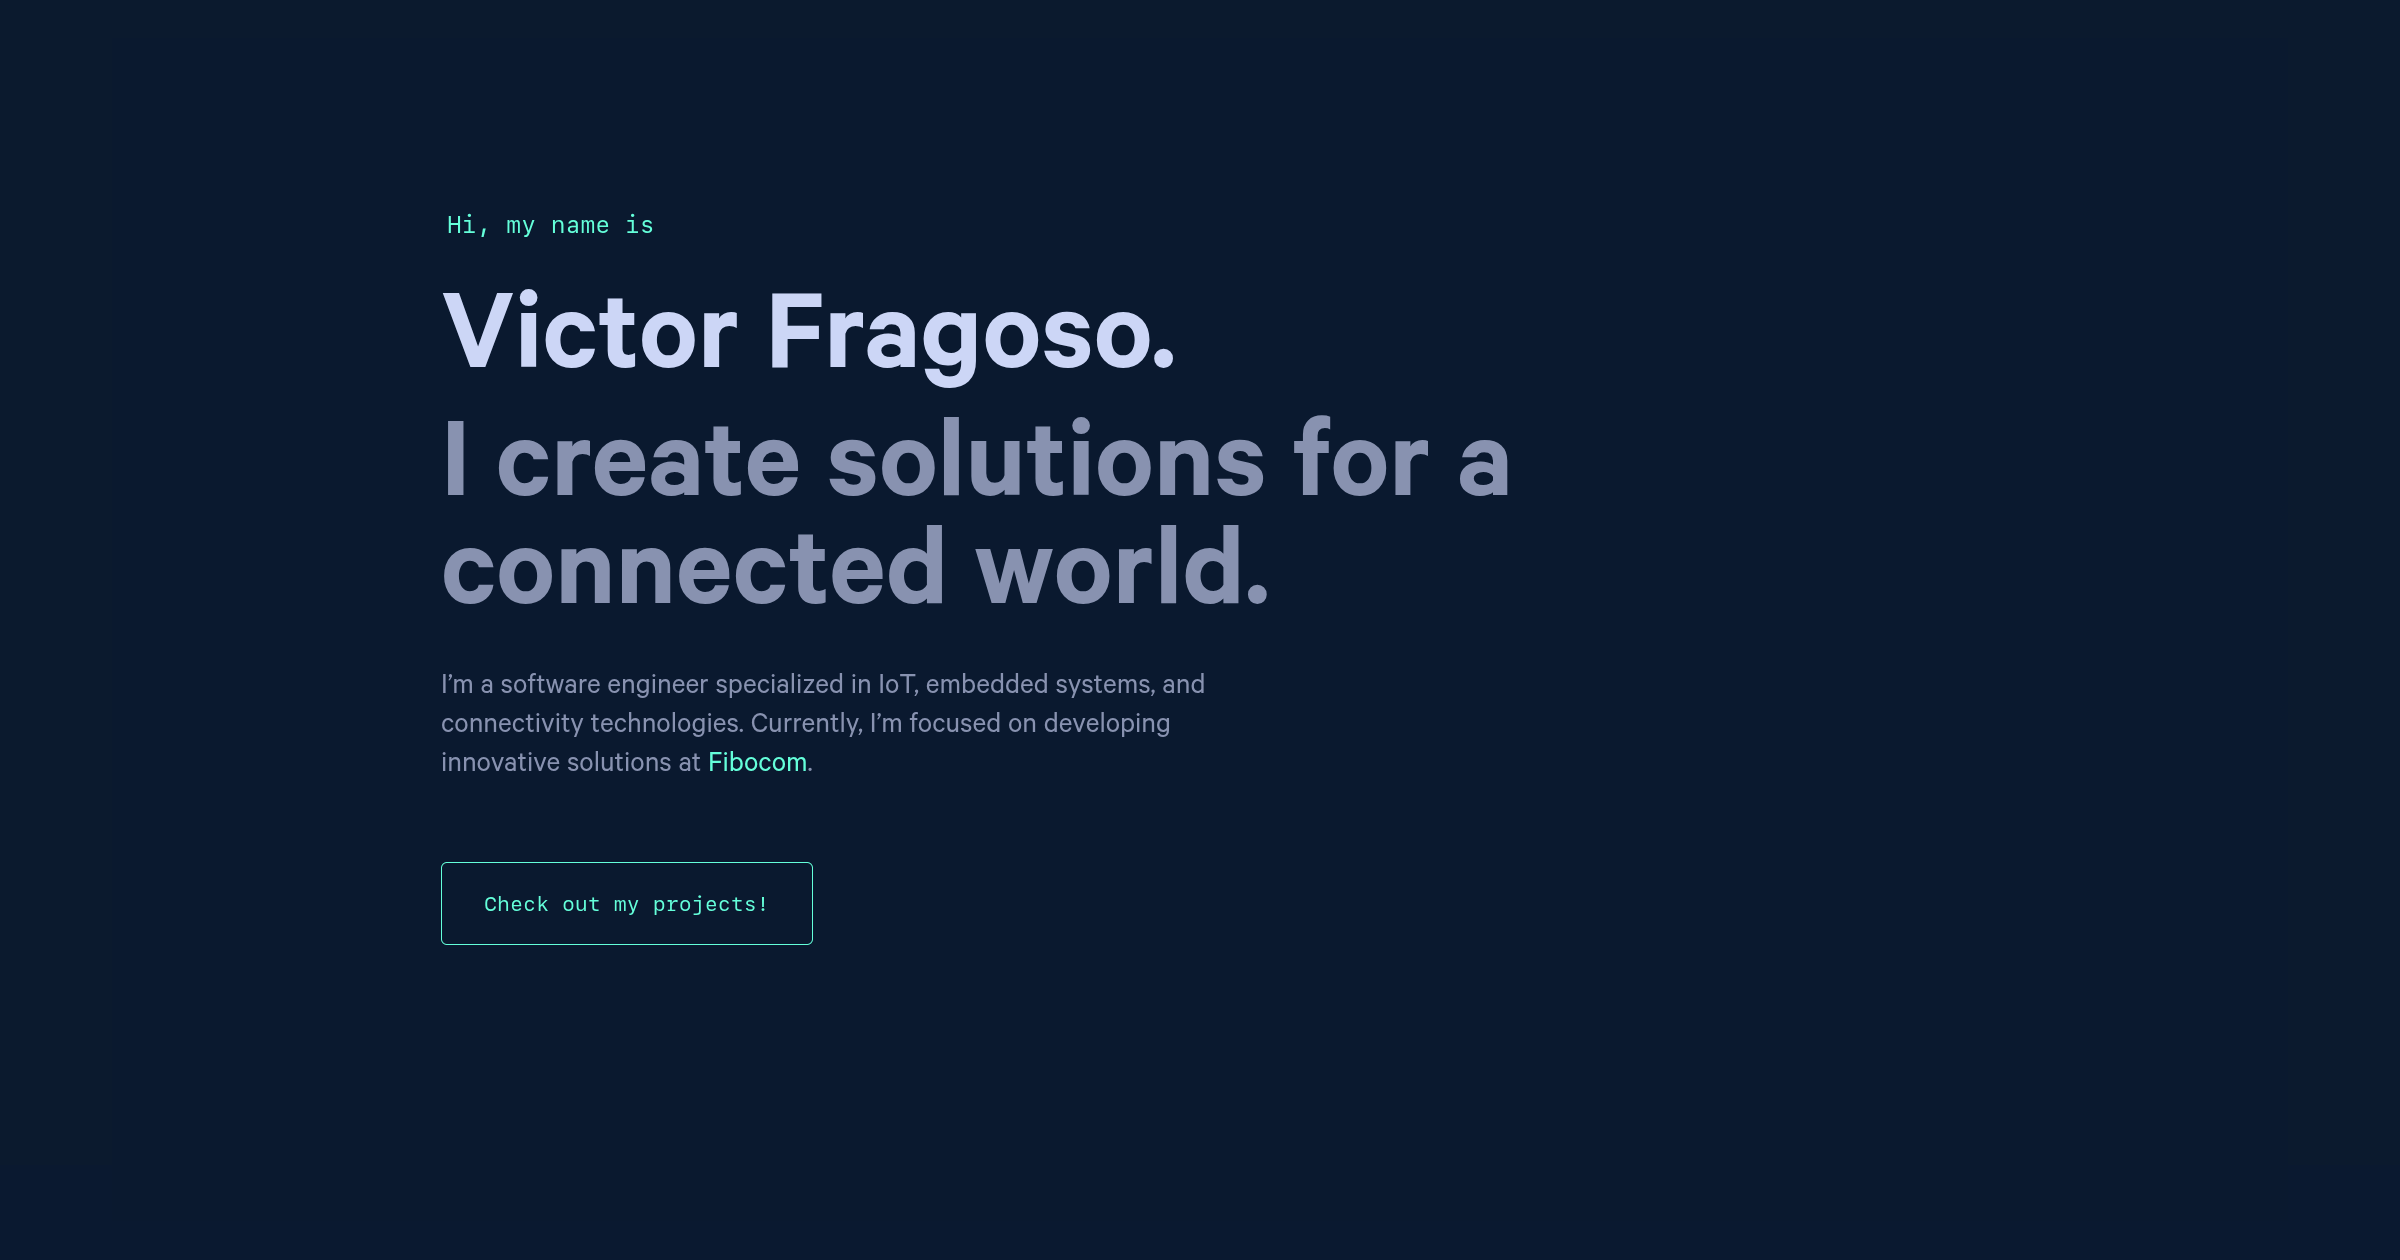 Hi, my name is
Victor Fragoso.
I create solutions for a
connected world.
I’m a software engineer specialized in IoT, embedded systems, and
connectivity technologies. Currently, I’m focused on developing
innovative solutions at Fibocom.
Check out my projects!